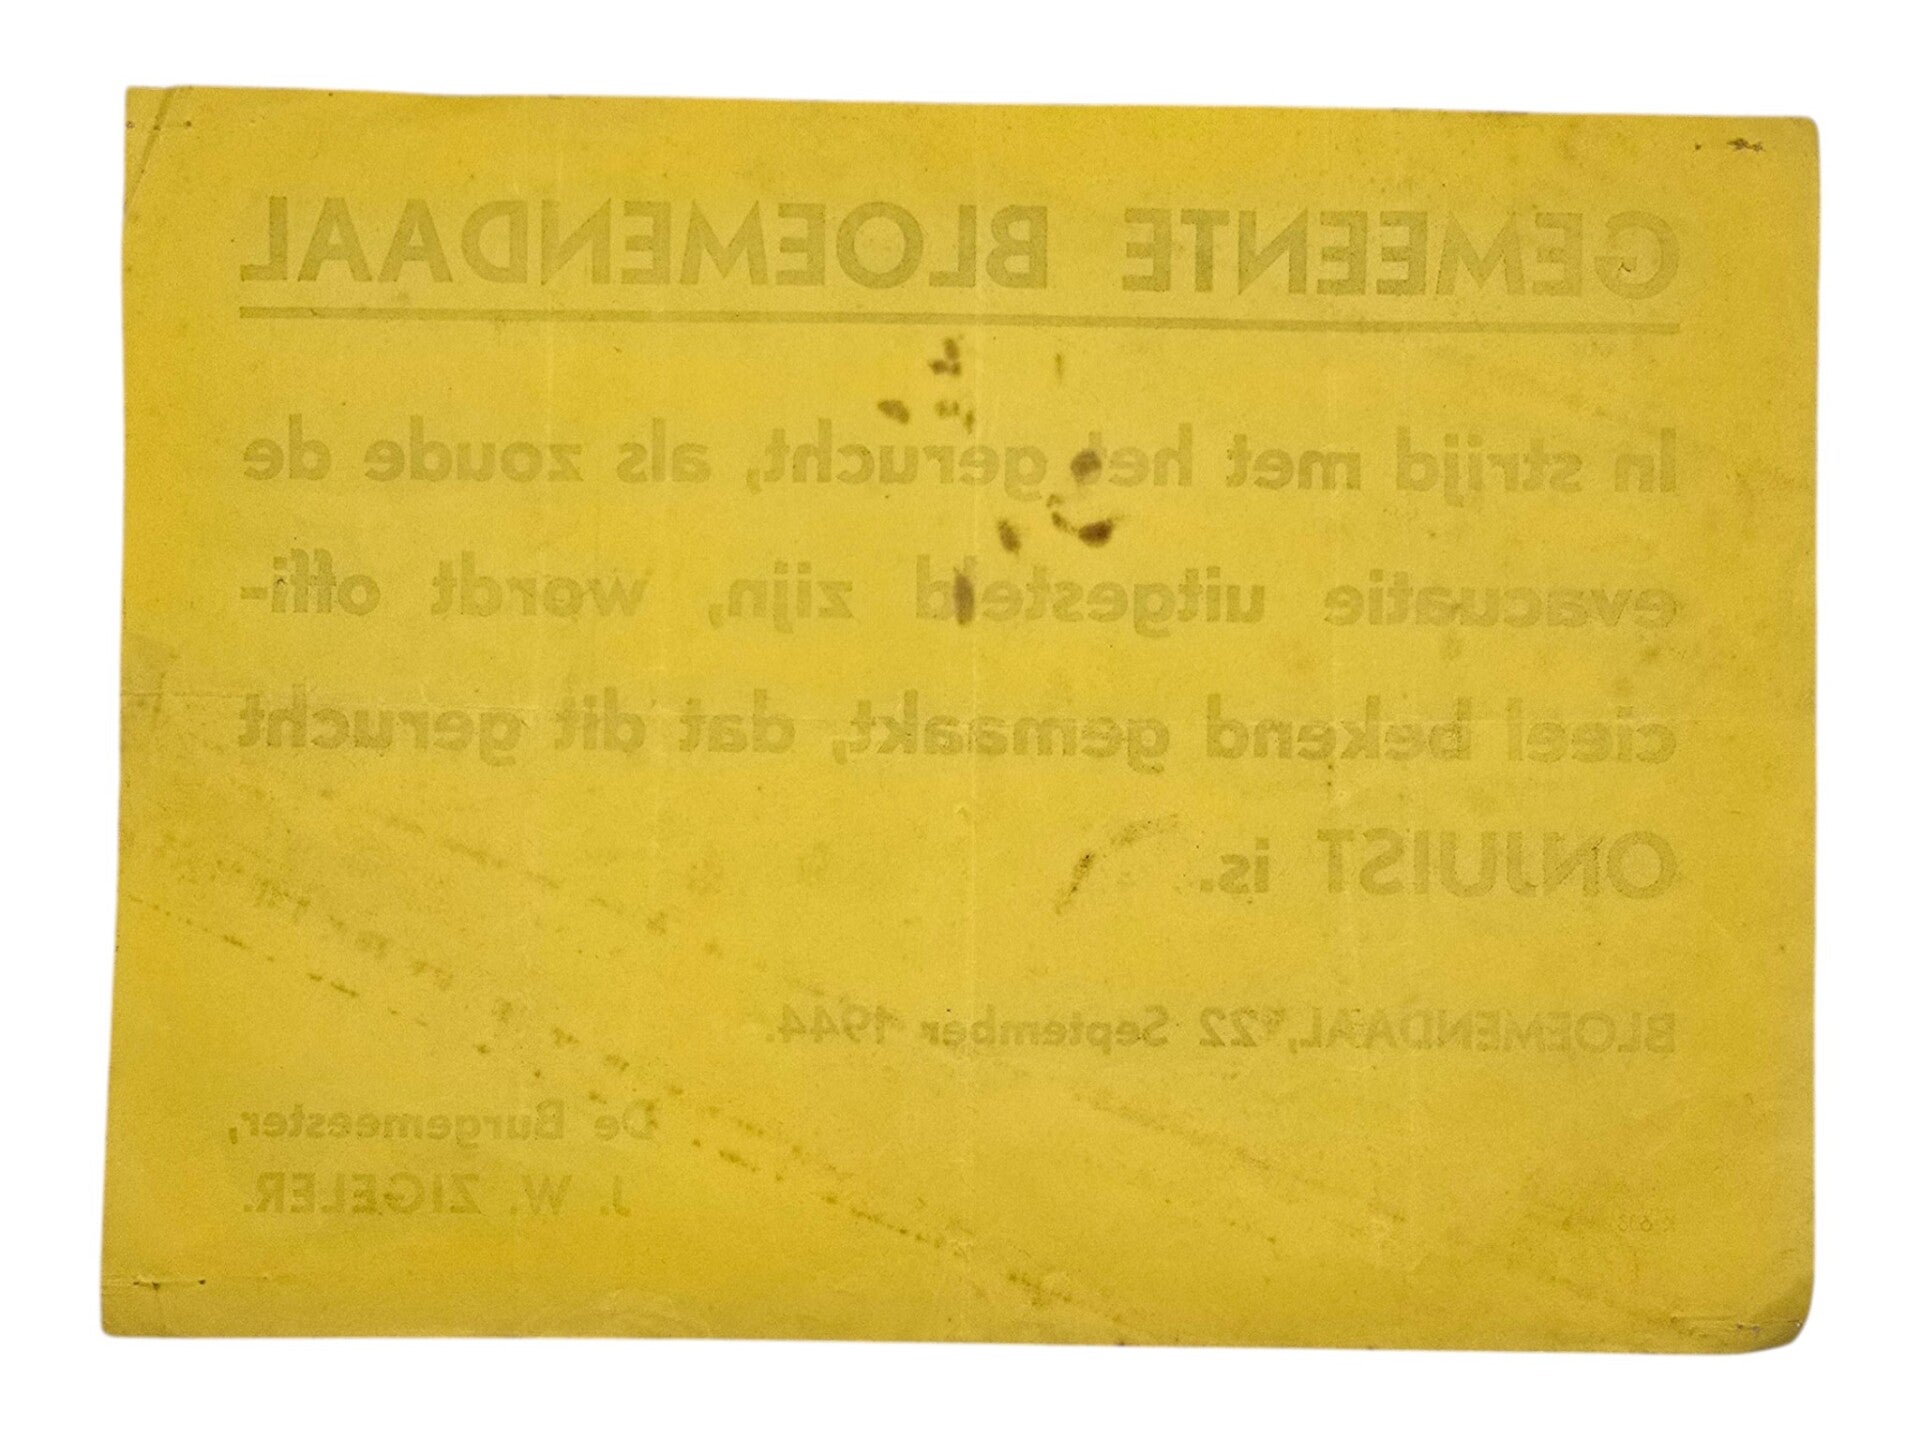 GEMEENTE BLOEMENDAAL
In strijd met het gerucht, als zoude de
evacuatie uitgesteld zijn, wordt offi-
cieel bekend gemaakt, dat dit gerucht
ONJUIST is.
BLOEMENDAAL, 22 September 1944.
De Burgemeester,
J. W. ZIGELER.